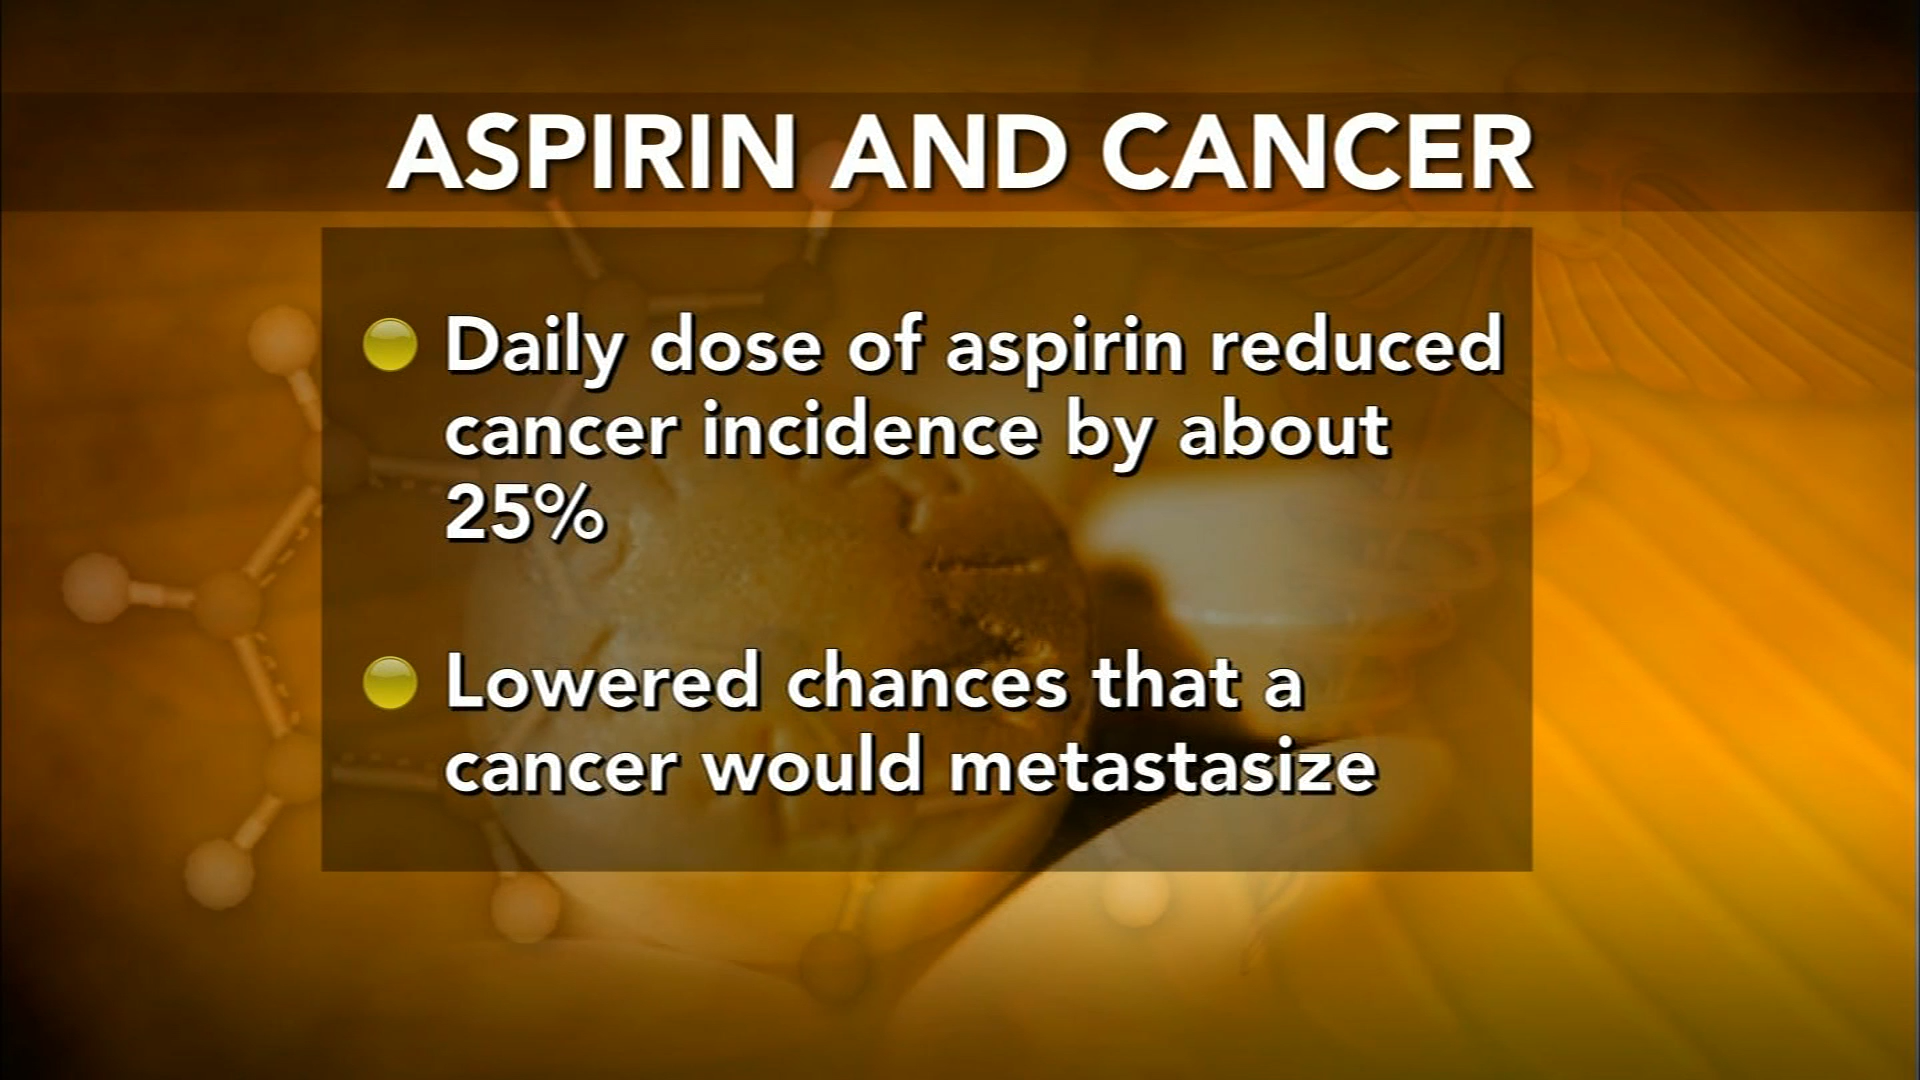 ASPIRIN AND CANCER
Daily dose of aspirin reduced
cancer incidence by about
25%
Lowered chances that a
cancer would metastasize